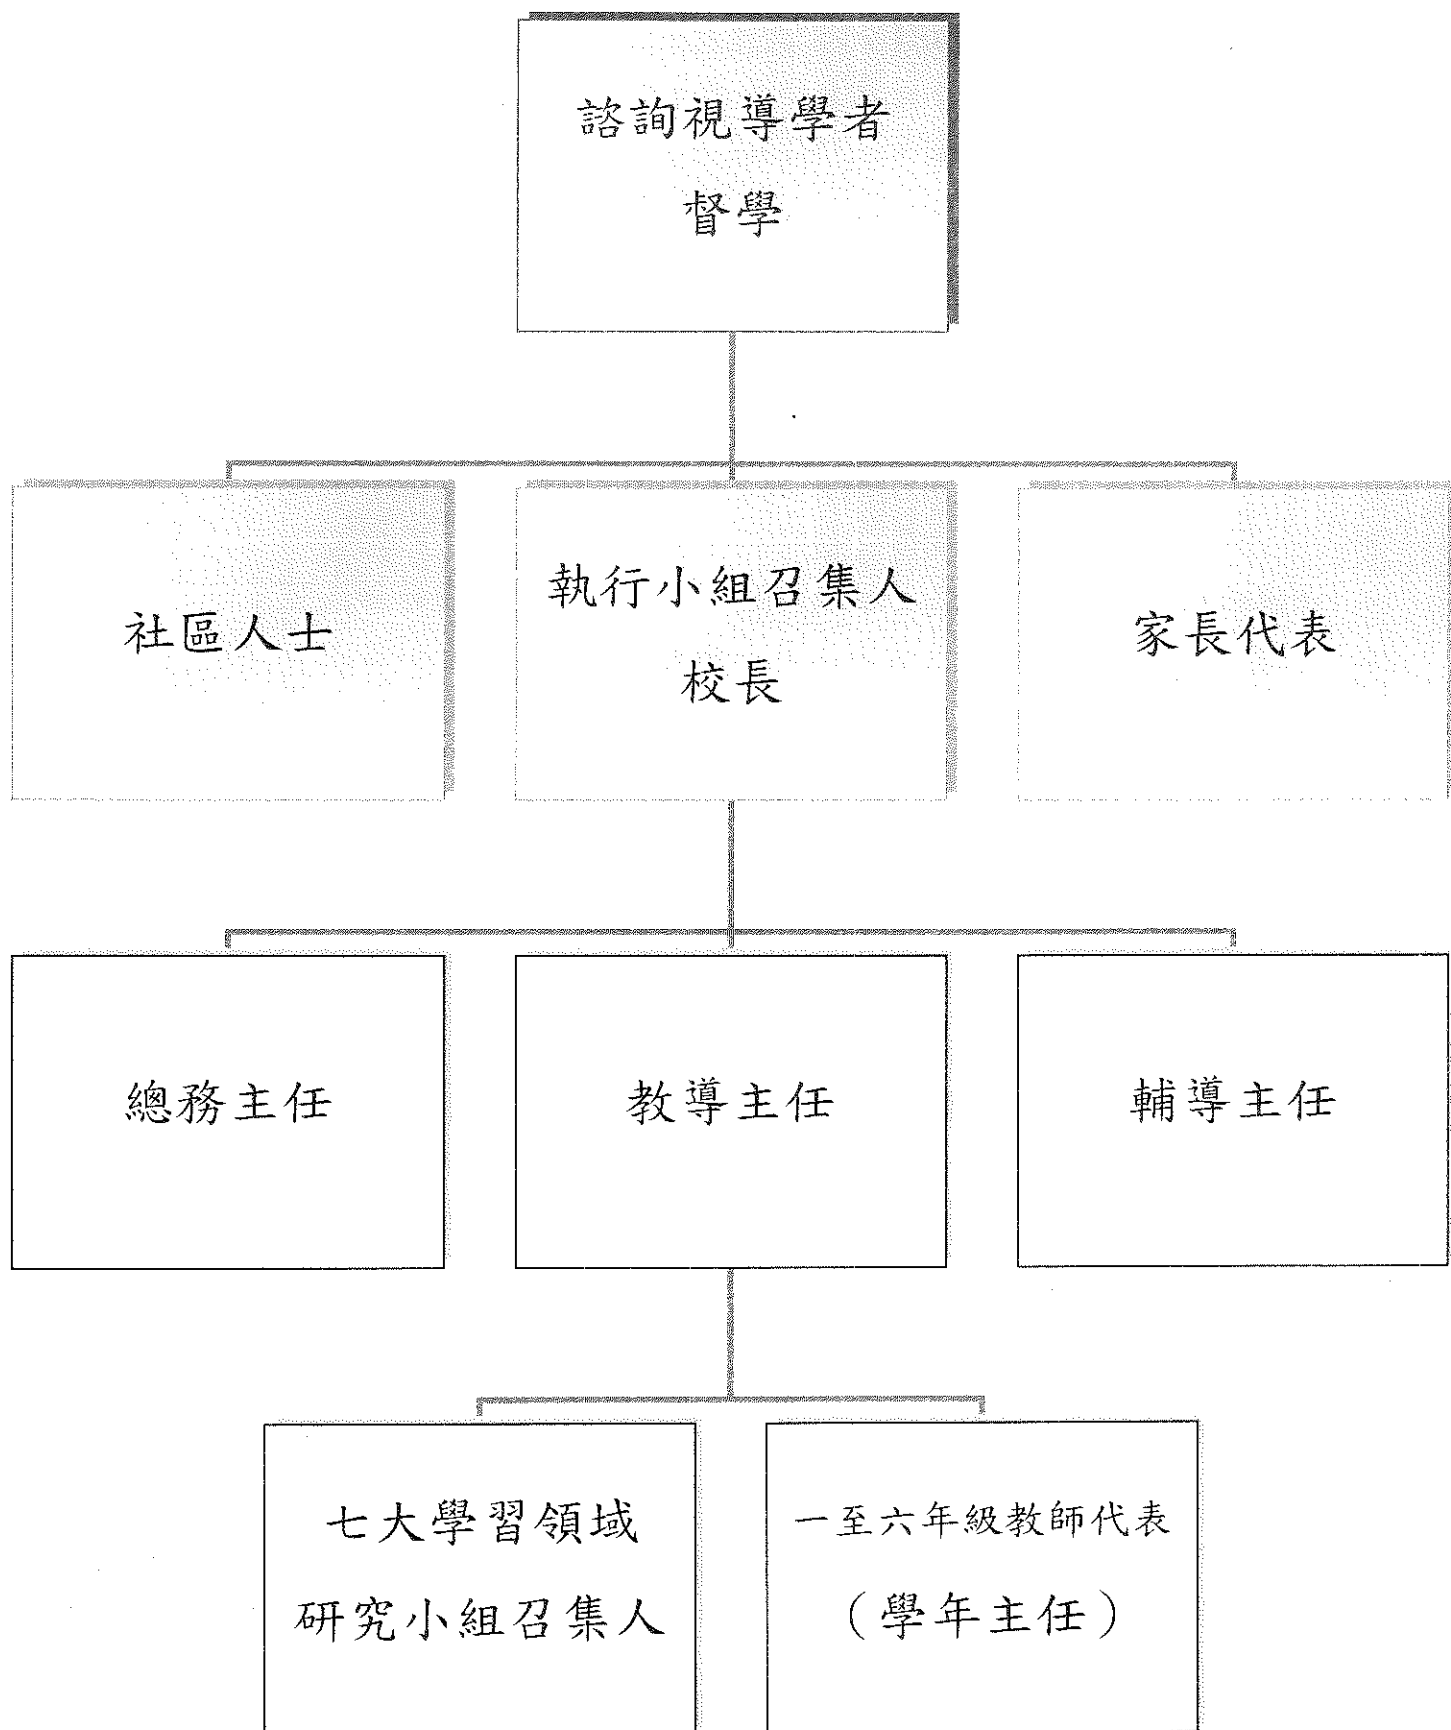 諮詢視導學者
督學
社區人士
執行小組召集人
校長
家長代表
總務主任
教導主任
輔導主任
七大學習領域
研究小組召集人
一至六年級教師代表
（學年主任）